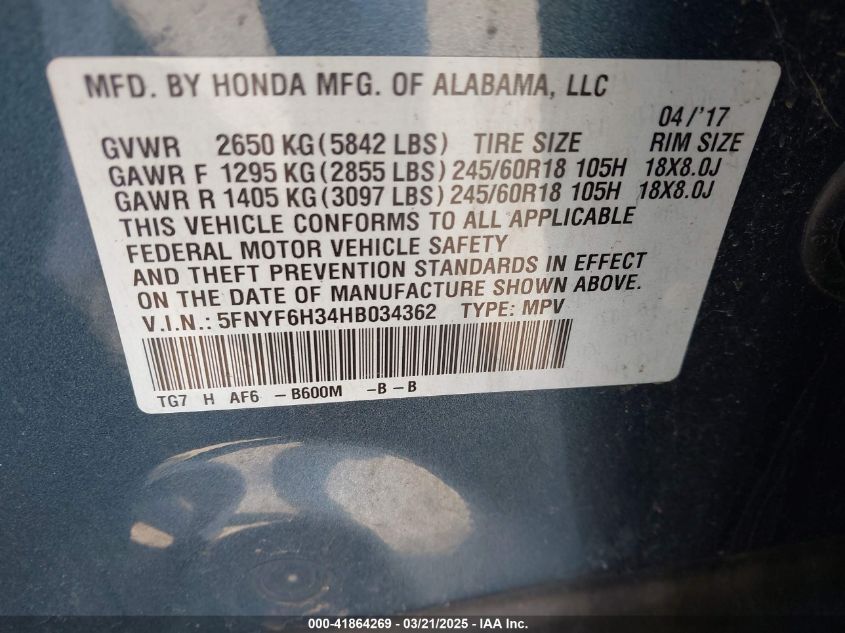 MFD. BY HONDA MFG. OF ALABAMA, LLC
04/'17
GVWR 2650 KG(5842 LBS) TIRE SIZE RIM SIZE
GAWR F 1295 KG(2855 LBS)245/60R18 105H 18X8.0J
GAWR R 1405 KG(3097 LBS)245/60R18 105H 18X8.0J
THIS VEHICLE CONFORMS TO ALL APPLICABLE
FEDERAL MOTOR VEHICLE SAFETY
AND THEFT PREVENTION STANDARDS IN EFFECT
ON THE DATE OF MANUFACTURE SHOWN ABOVE.
V.I.N.: 5FNYF6H34HB034362 TYPE: MPV
TG7 H AF6 -B600M -B-B
000-41864269 - 03/21/2025 - IAA Inc.